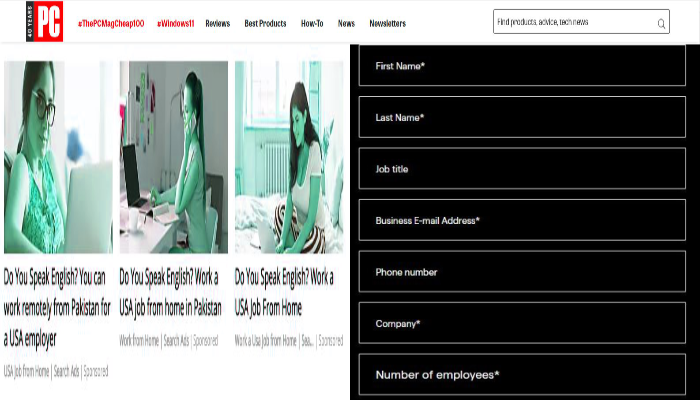 40 YEARS
PC
#ThePCMagCheap100 #Windows11 Reviews Best Products How-To News Newsletters
Find products, advice, tech news
Do You Speak English? You can
work remotely from Pakistan for
a USA employer
USA Job from Home | Search Ads | Sponsored
Do You Speak English? Work a
USA job from home in Pakistan
Work from Home | Search Ads | Sponsored
Do You Speak English? Work a
USA Job From Home
Work a Usa Job from Home | Sea... | Sponsored
First Name*
Last Name*
Job title
Business E-mail Address*
Phone number
Company*
Number of employees*